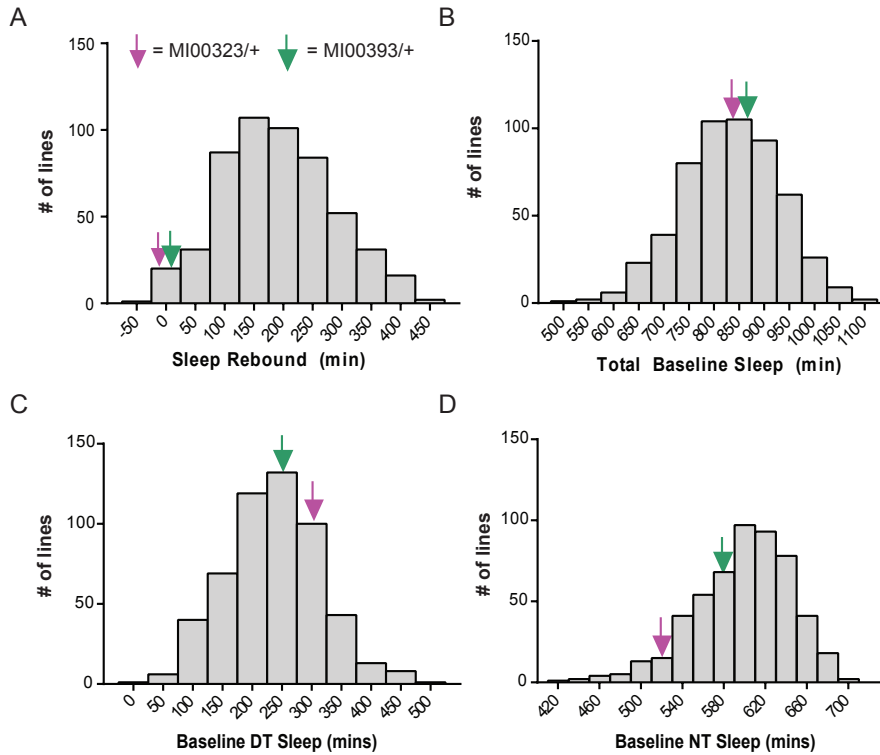 A
= MI00323/+ = MI00393/+
150
100
50
0
# of lines
-50 0 50 100 150 200 250 300 350 400 450
Sleep Rebound (min)
B
150
100
50
0
# of lines
500 550 600 650 700 750 800 850 900 950 1000 1050 1100
Total Baseline Sleep (min)
C
150
100
50
0
# of lines
0 50 100 150 200 250 300 350 400 450 500
Baseline DT Sleep (mins)
D
150
100
50
0
# of lines
420 460 500 540 580 620 660 700
Baseline NT Sleep (mins)